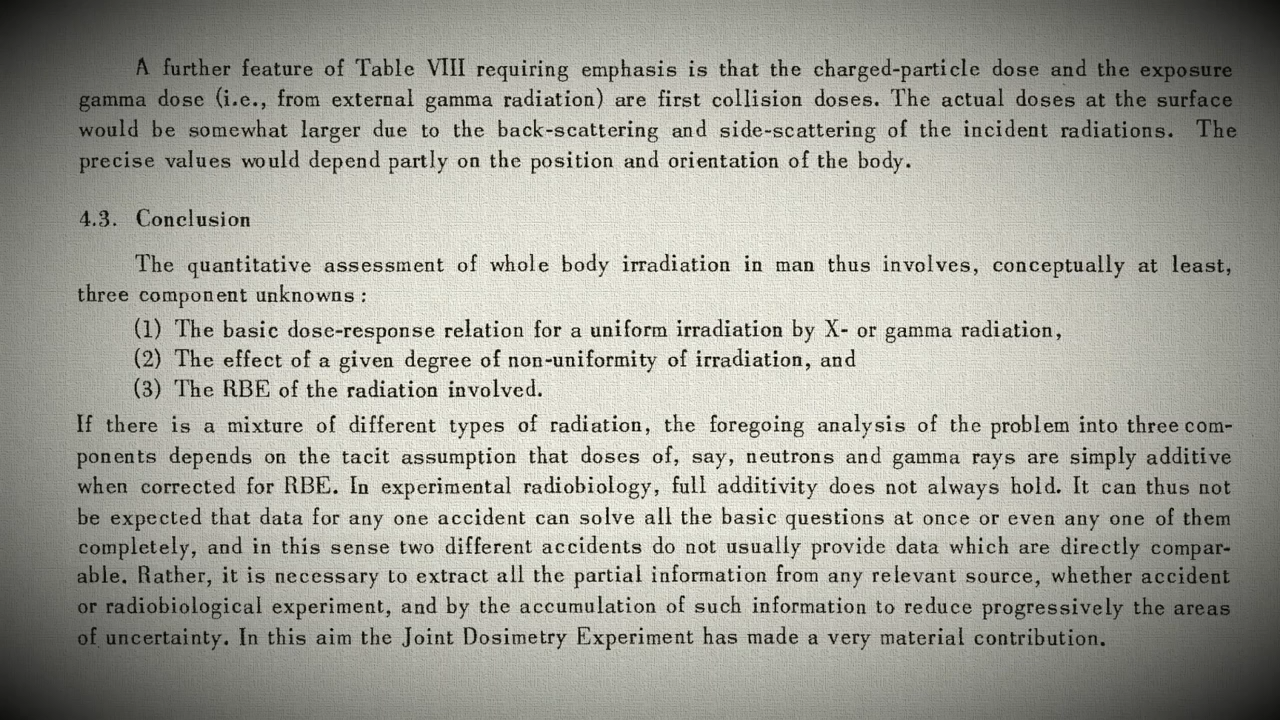 A further feature of Table VIII requiring emphasis is that the charged-particle dose and the exposure
gamma dose (i.e., from external gamma radiation) are first collision doses. The actual doses at the surface
would be somewhat larger due to the back-scattering and side-scattering of the incident radiations. The
precise values would depend partly on the position and orientation of the body.
4.3. Conclusion
The quantitative assessment of whole body irradiation in man thus involves, conceptually at least,
three component unknowns :
(1) The basic dose-response relation for a uniform irradiation by X- or gamma radiation,
(2) The effect of a given degree of non-uniformity of irradiation, and
(3) The RBE of the radiation involved.
If there is a mixture of different types of radiation, the foregoing analysis of the problem into three com-
ponents depends on the tacit assumption that doses of, say, neutrons and gamma rays are simply additive
when corrected for RBE. In experimental radiobiology, full additivity does not always hold. It can thus not
be expected that data for any one accident can solve all the basic questions at once or even any one of them
completely, and in this sense two different accidents do not usually provide data which are directly compar-
able. Rather, it is necessary to extract all the partial information from any relevant source, whether accident
or radiobiological experiment, and by the accumulation of such information to reduce progressively the areas
of uncertainty. In this aim the Joint Dosimetry Experiment has made a very material contribution.